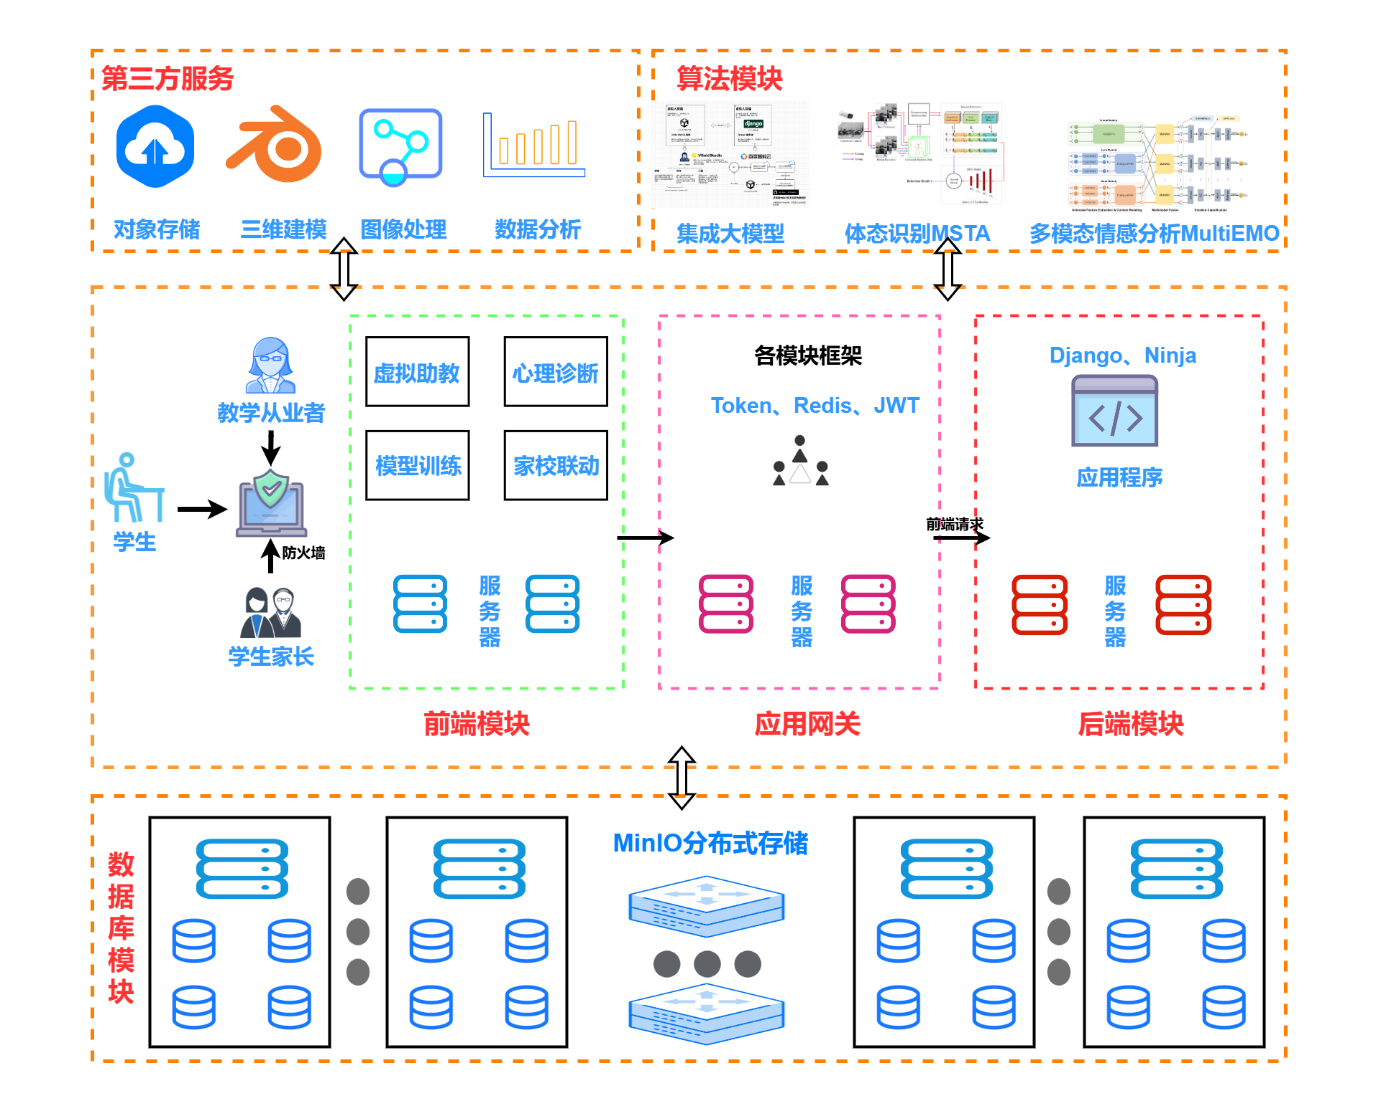 第三方服务
对象存储
三维建模
图像处理
数据分析
算法模块
django
集成大模型
体态识别MSTA
多模态情感分析MultiEMO
教学从业者
学生
防火墙
学生家长
虚拟助教
心理诊断
模型训练
家校联动
服务器
前端模块
各模块框架
Token、Redis、JWT
服务器
应用网关
前端请求
Django、Ninja
应用程序
服务器
后端模块
数据库模块
MinIO分布式存储